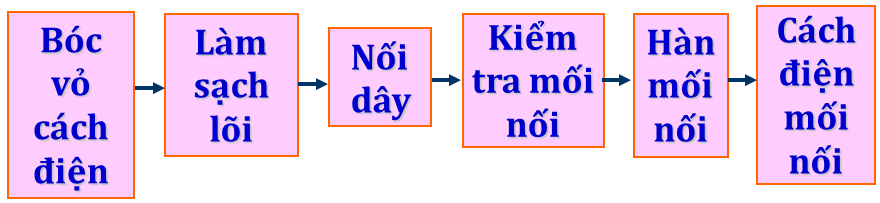 Bóc
vỏ
cách
điện
Làm
sạch
lõi
Nối
dây
Kiểm
tra mối
nối
Hàn
mối
nối
Cách
điện
mối
nối